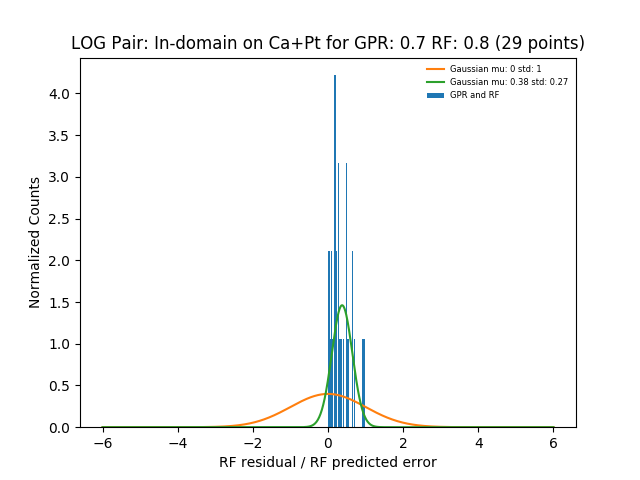 LOG Pair: In-domain on Ca+Pt for GPR: 0.7 RF: 0.8 (29 points)
Gaussian mu: 0 std: 1
Gaussian mu: 0.38 std: 0.27
GPR and RF
Normalized Counts
4.0
3.5
3.0
2.5
2.0
1.5
1.0
0.5
0.0
−6 −4 −2 0 2 4 6
RF residual / RF predicted error